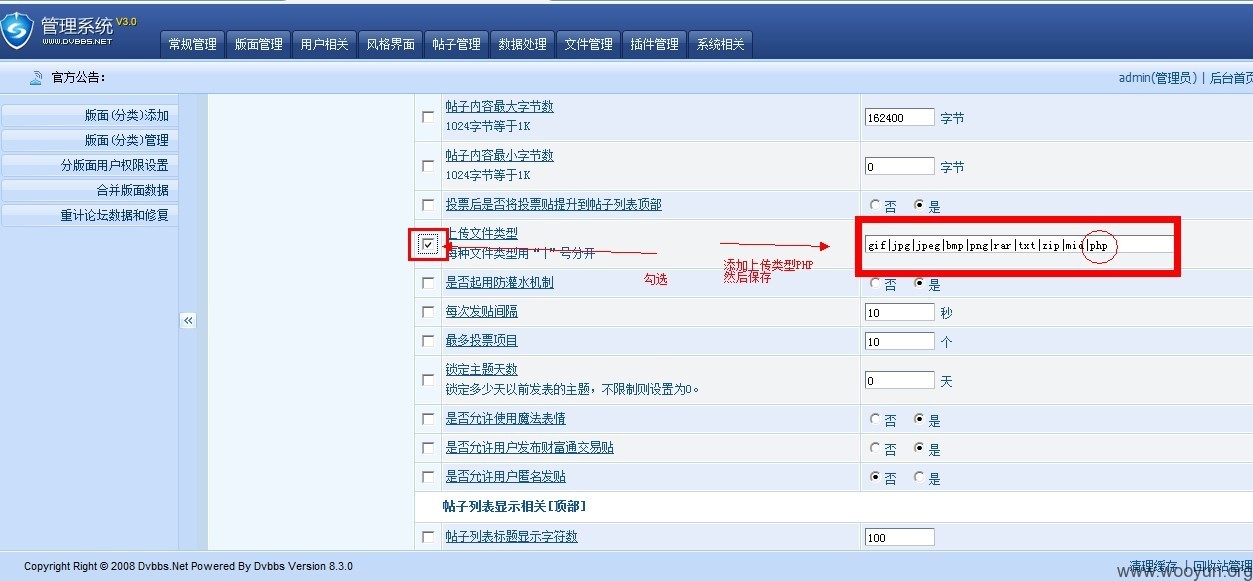 管理系统 V3.0
WWW.DVBBS.NET
常规管理 版面管理 用户相关 风格界面 帖子管理 数据处理 文件管理 插件管理 系统相关
官方公告：
admin(管理员) | 后台首页
版面(分类)添加
版面(分类)管理
分版面用户权限设置
合并版面数据
重计论坛数据和修复
帖子内容最大字节数
1024字节等于1K
162400 字节
帖子内容最小字节数
1024字节等于1K
0 字节
投票后是否将投票贴提升到帖子列表顶部
否 是
上传文件类型
每种文件类型用“|”号分开
gif|jpg|jpeg|bmp|png|rar|txt|zip|mid|php
勾选
添加上传类型PHP
然后保存
是否起用防灌水机制
否 是
每次发贴间隔
10 秒
最多投票项目
10 个
锁定主题天数
锁定多少天以前发表的主题，不限制则设置为0。
0 天
是否允许使用魔法表情
否 是
是否允许用户发布财富通交易贴
否 是
是否允许用户匿名发贴
否 是
帖子列表显示相关[顶部]
帖子列表标题显示字符数
100
Copyright Right © 2008 Dvbbs.Net Powered By Dvbbs Version 8.3.0
清理缓存 | 回收站管理
www.wooyun.org